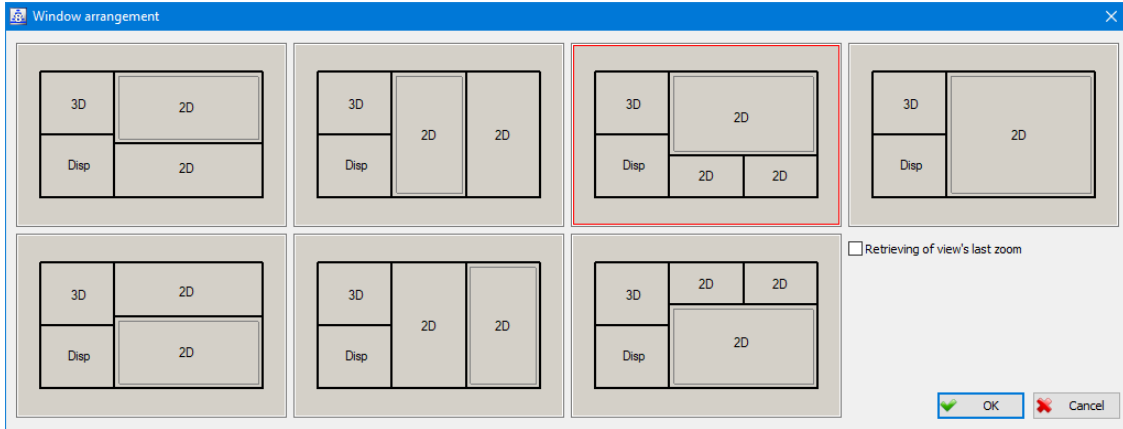 Window arrangement
3D 2D 3D 2D 2D 3D 2D 3D 2D
Disp 2D Disp Disp 2D 2D Disp
Retrieving of view's last zoom
3D 2D 3D 2D 2D 3D 2D 2D
Disp 2D Disp Disp 2D
OK Cancel